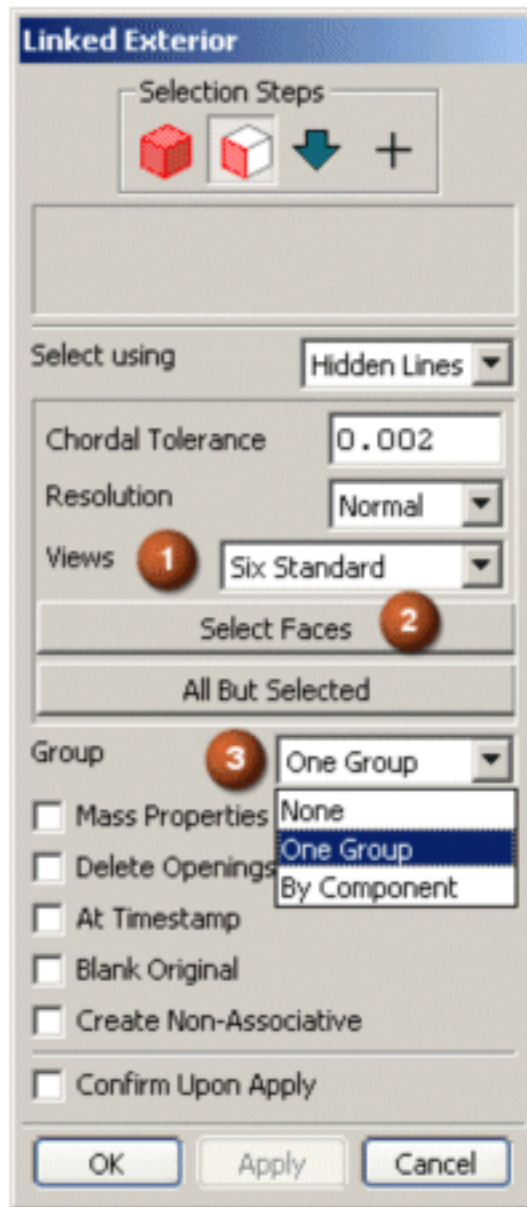 Linked Exterior
Selection Steps
Select using Hidden Lines
Chordal Tolerance 0.002
Resolution Normal
Views 1 Six Standard
Select Faces 2
All But Selected
Group 3 One Group
Mass Properties None
Delete Openings One Group
By Component
At Timestamp
Blank Original
Create Non-Associative
Confirm Upon Apply
OK Apply Cancel